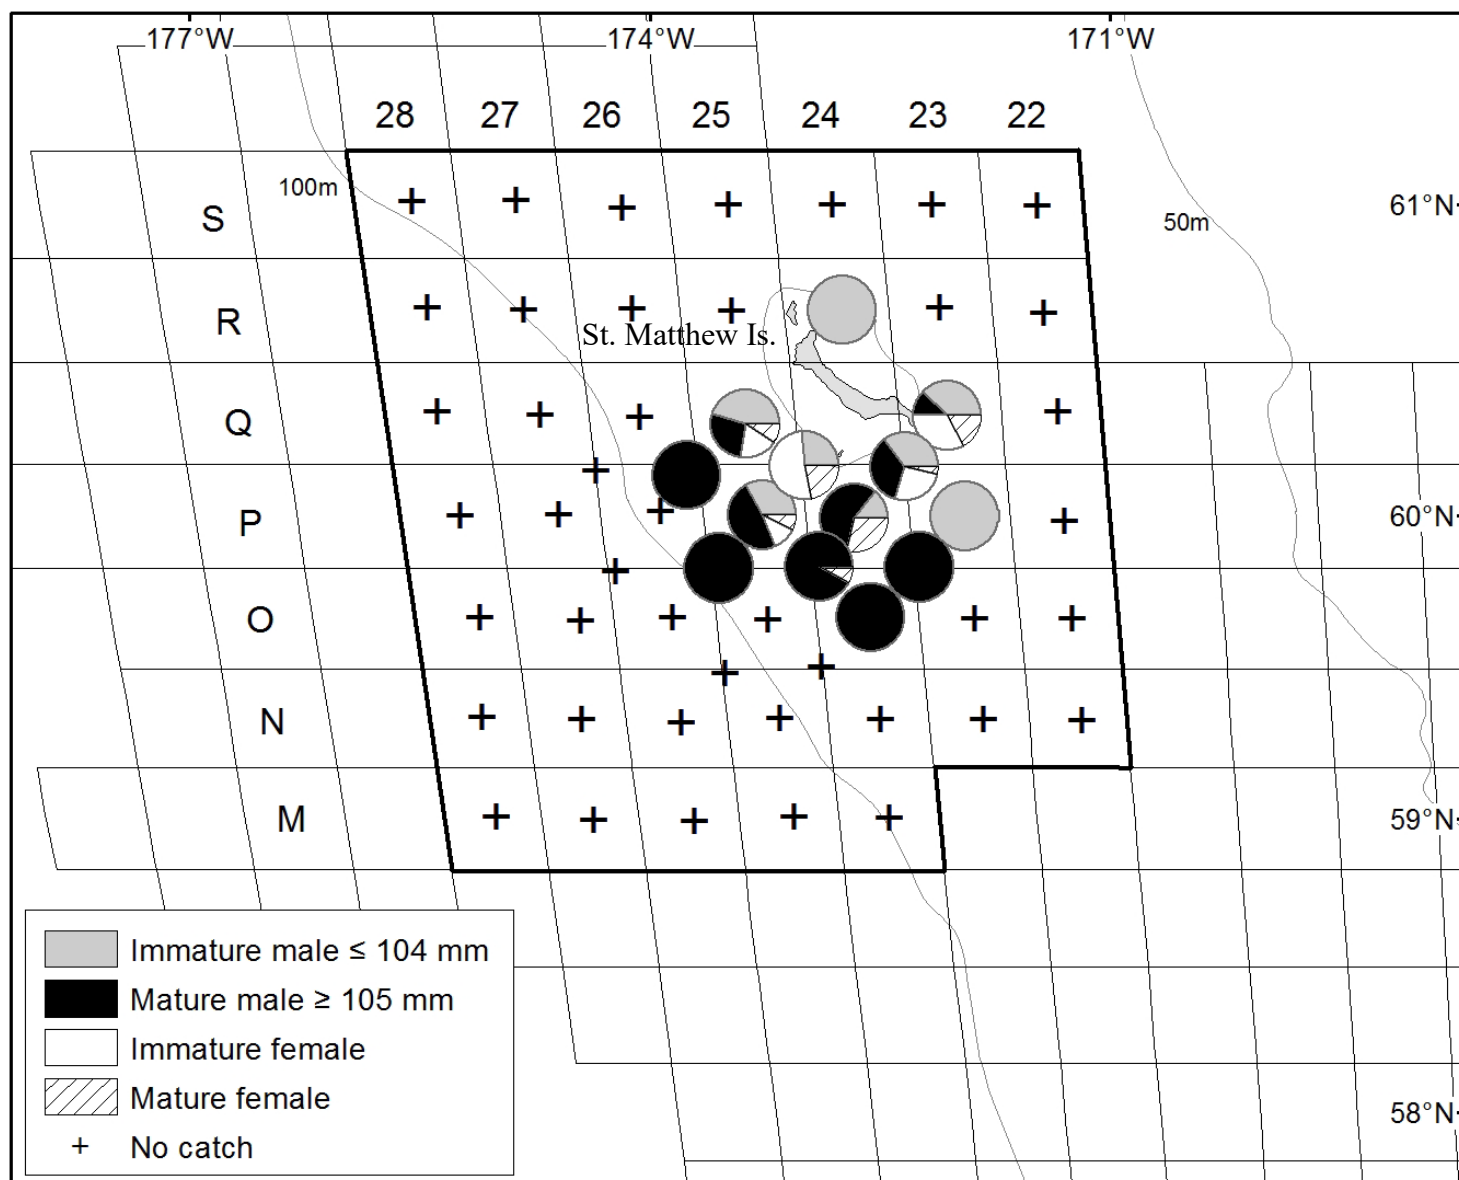 177°W 174°W 171°W
28 27 26 25 24 23 22
100m
S 61°N
50m
R
St. Matthew Is.
Q
P 60°N
O
N
M 59°N
Immature male ≤ 104 mm
Mature male ≥ 105 mm
Immature female
Mature female
58°N
+ No catch